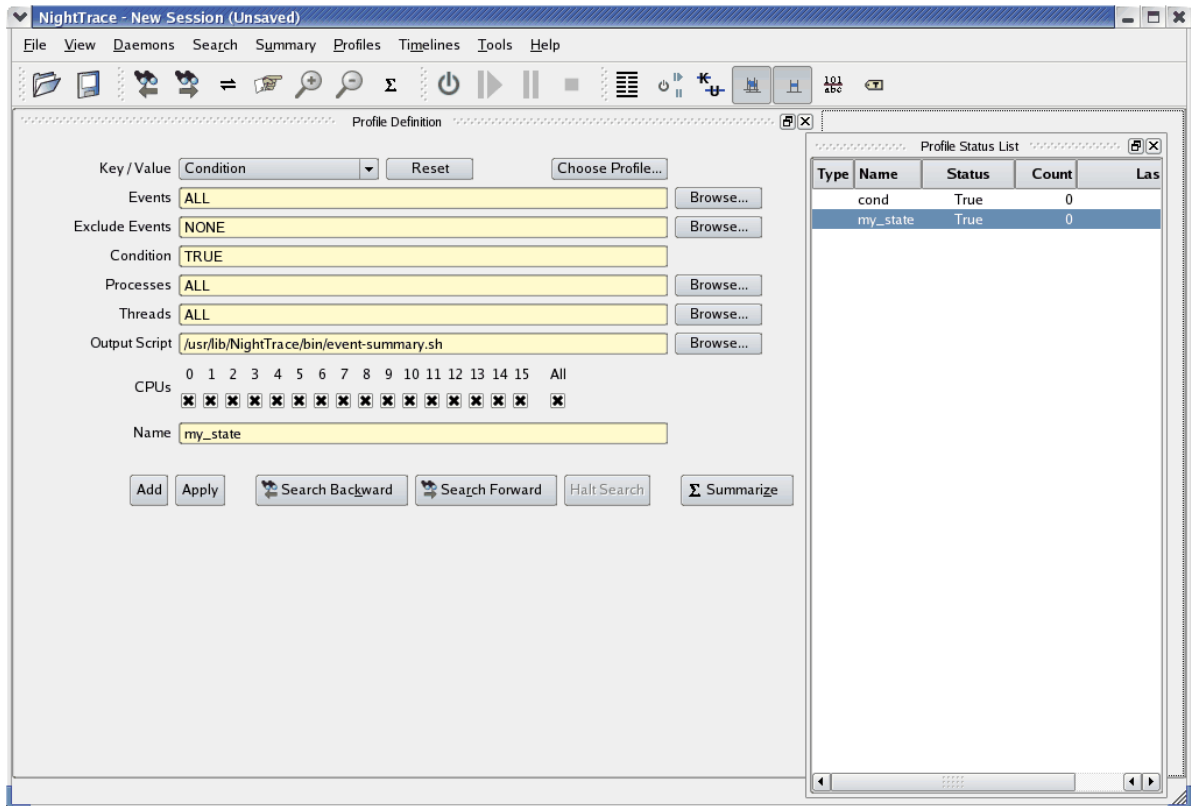 NightTrace - New Session (Unsaved)
File View Daemons Search Summary Profiles Timelines Tools Help
Σ
101
abc
T
Profile Definition
Key / Value Condition Reset Choose Profile...
Events ALL Browse...
Exclude Events NONE Browse...
Condition TRUE
Processes ALL Browse...
Threads ALL Browse...
Output Script /usr/lib/NightTrace/bin/event-summary.sh Browse...
CPUs 0 1 2 3 4 5 6 7 8 9 10 11 12 13 14 15 All
Name my_state
Add Apply Search Backward Search Forward Halt Search Σ Summarize
Profile Status List
Type Name Status Count Las
cond True 0
my_state True 0